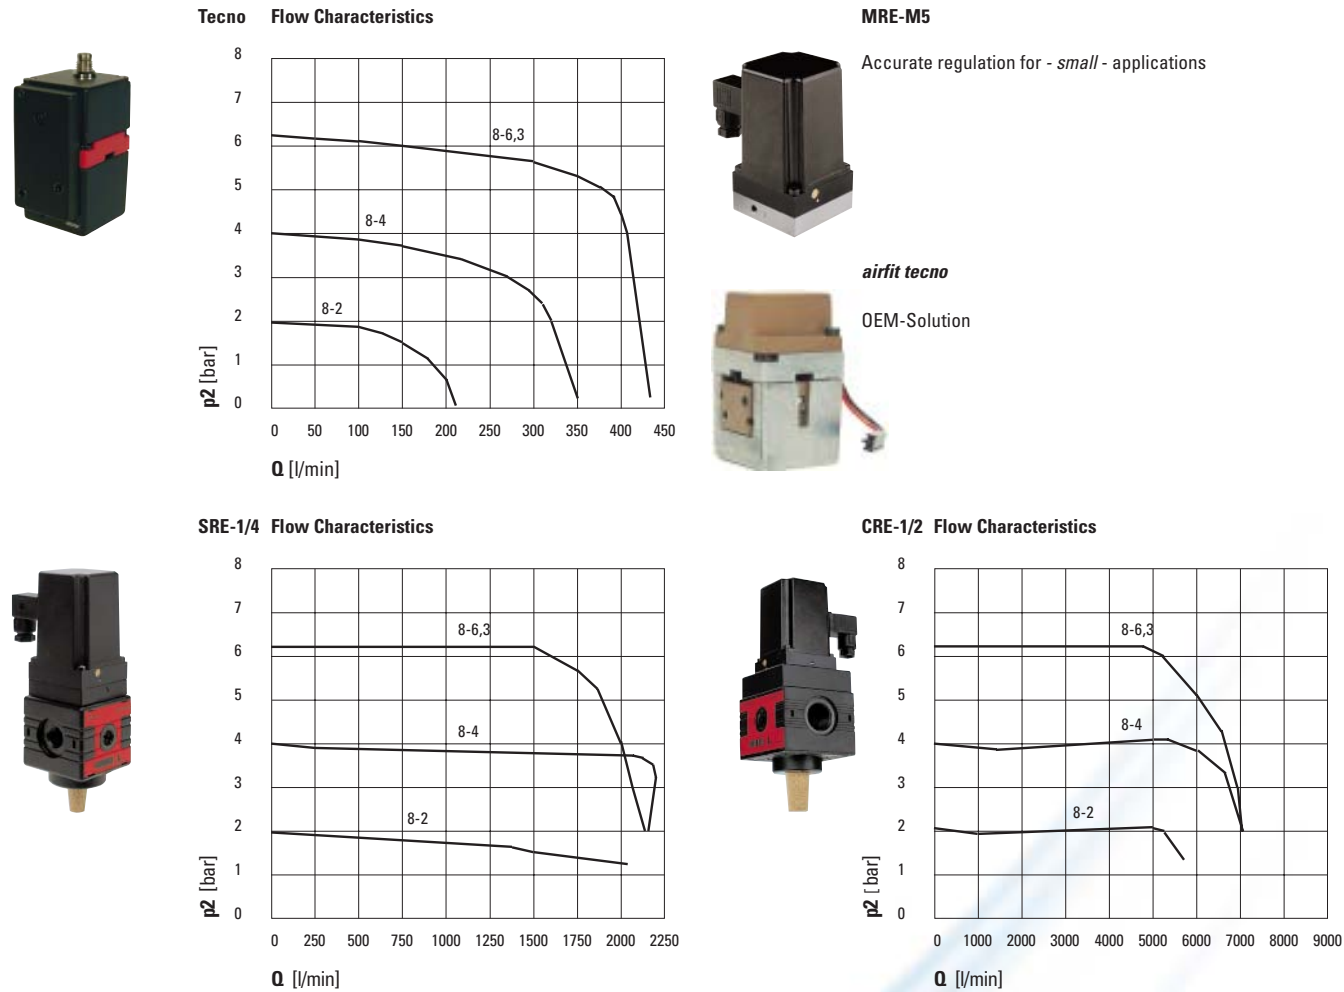 Tecno Flow Characteristics
8
7
6
5
4
3
2
1
0
p2 [bar]
8-6,3
8-4
8-2
0 50 100 150 200 250 300 350 400 450
Q [l/min]
MRE-M5
Accurate regulation for - small - applications
airfit tecno
OEM-Solution
SRE-1/4 Flow Characteristics
8
7
6
5
4
3
2
1
0
p2 [bar]
8-6,3
8-4
8-2
0 250 500 750 1000 1250 1500 1750 2000 2250
Q [l/min]
CRE-1/2 Flow Characteristics
8
7
6
5
4
3
2
1
0
p2 [bar]
8-6,3
8-4
8-2
0 1000 2000 3000 4000 5000 6000 7000 8000 9000
Q [l/min]